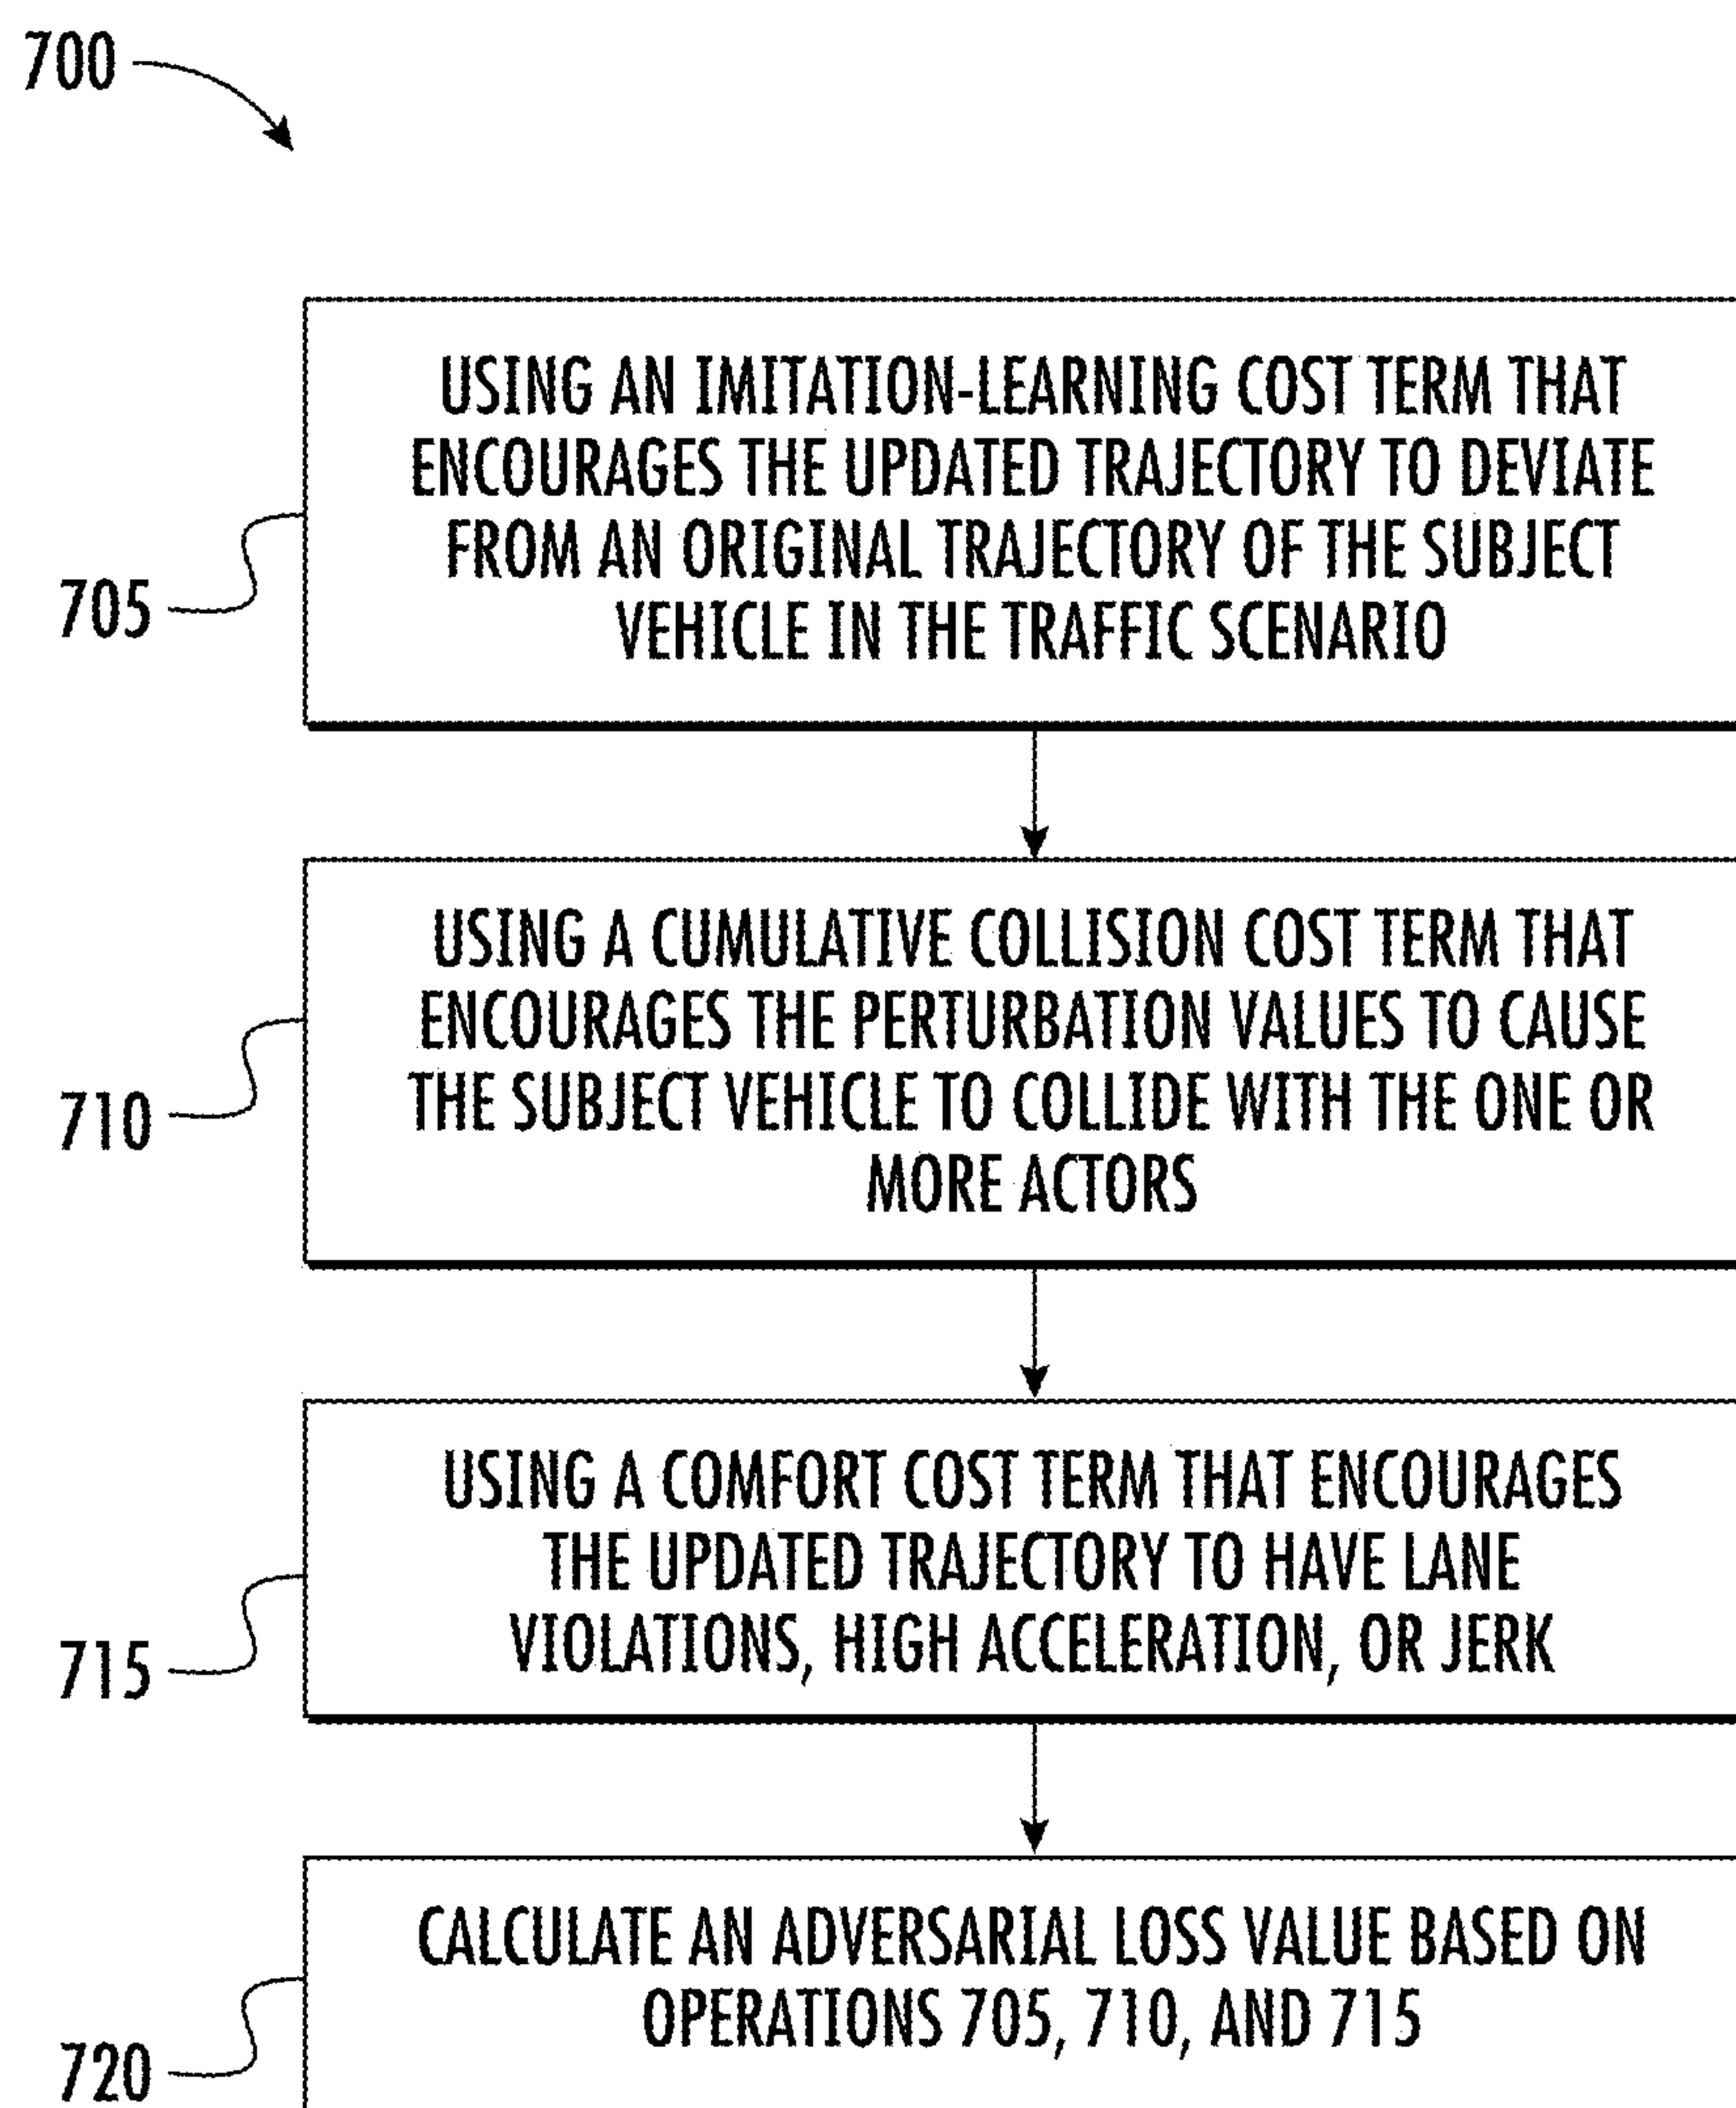 700
USING AN IMITATION-LEARNING COST TERM THAT
ENCOURAGES THE UPDATED TRAJECTORY TO DEVIATE
FROM AN ORIGINAL TRAJECTORY OF THE SUBJECT
VEHICLE IN THE TRAFFIC SCENARIO
705
USING A CUMULATIVE COLLISION COST TERM THAT
ENCOURAGES THE PERTURBATION VALUES TO CAUSE
THE SUBJECT VEHICLE TO COLLIDE WITH THE ONE OR
MORE ACTORS
710
USING A COMFORT COST TERM THAT ENCOURAGES
THE UPDATED TRAJECTORY TO HAVE LANE
VIOLATIONS, HIGH ACCELERATION, OR JERK
715
CALCULATE AN ADVERSARIAL LOSS VALUE BASED ON
OPERATIONS 705, 710, AND 715
720